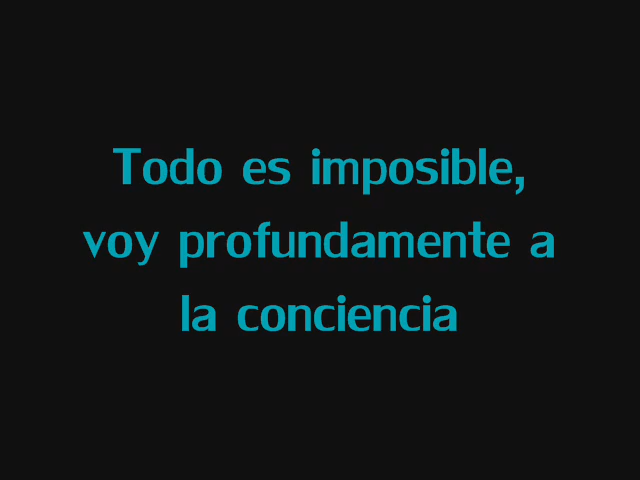 Todo es imposible,
voy profundamente a
la conciencia